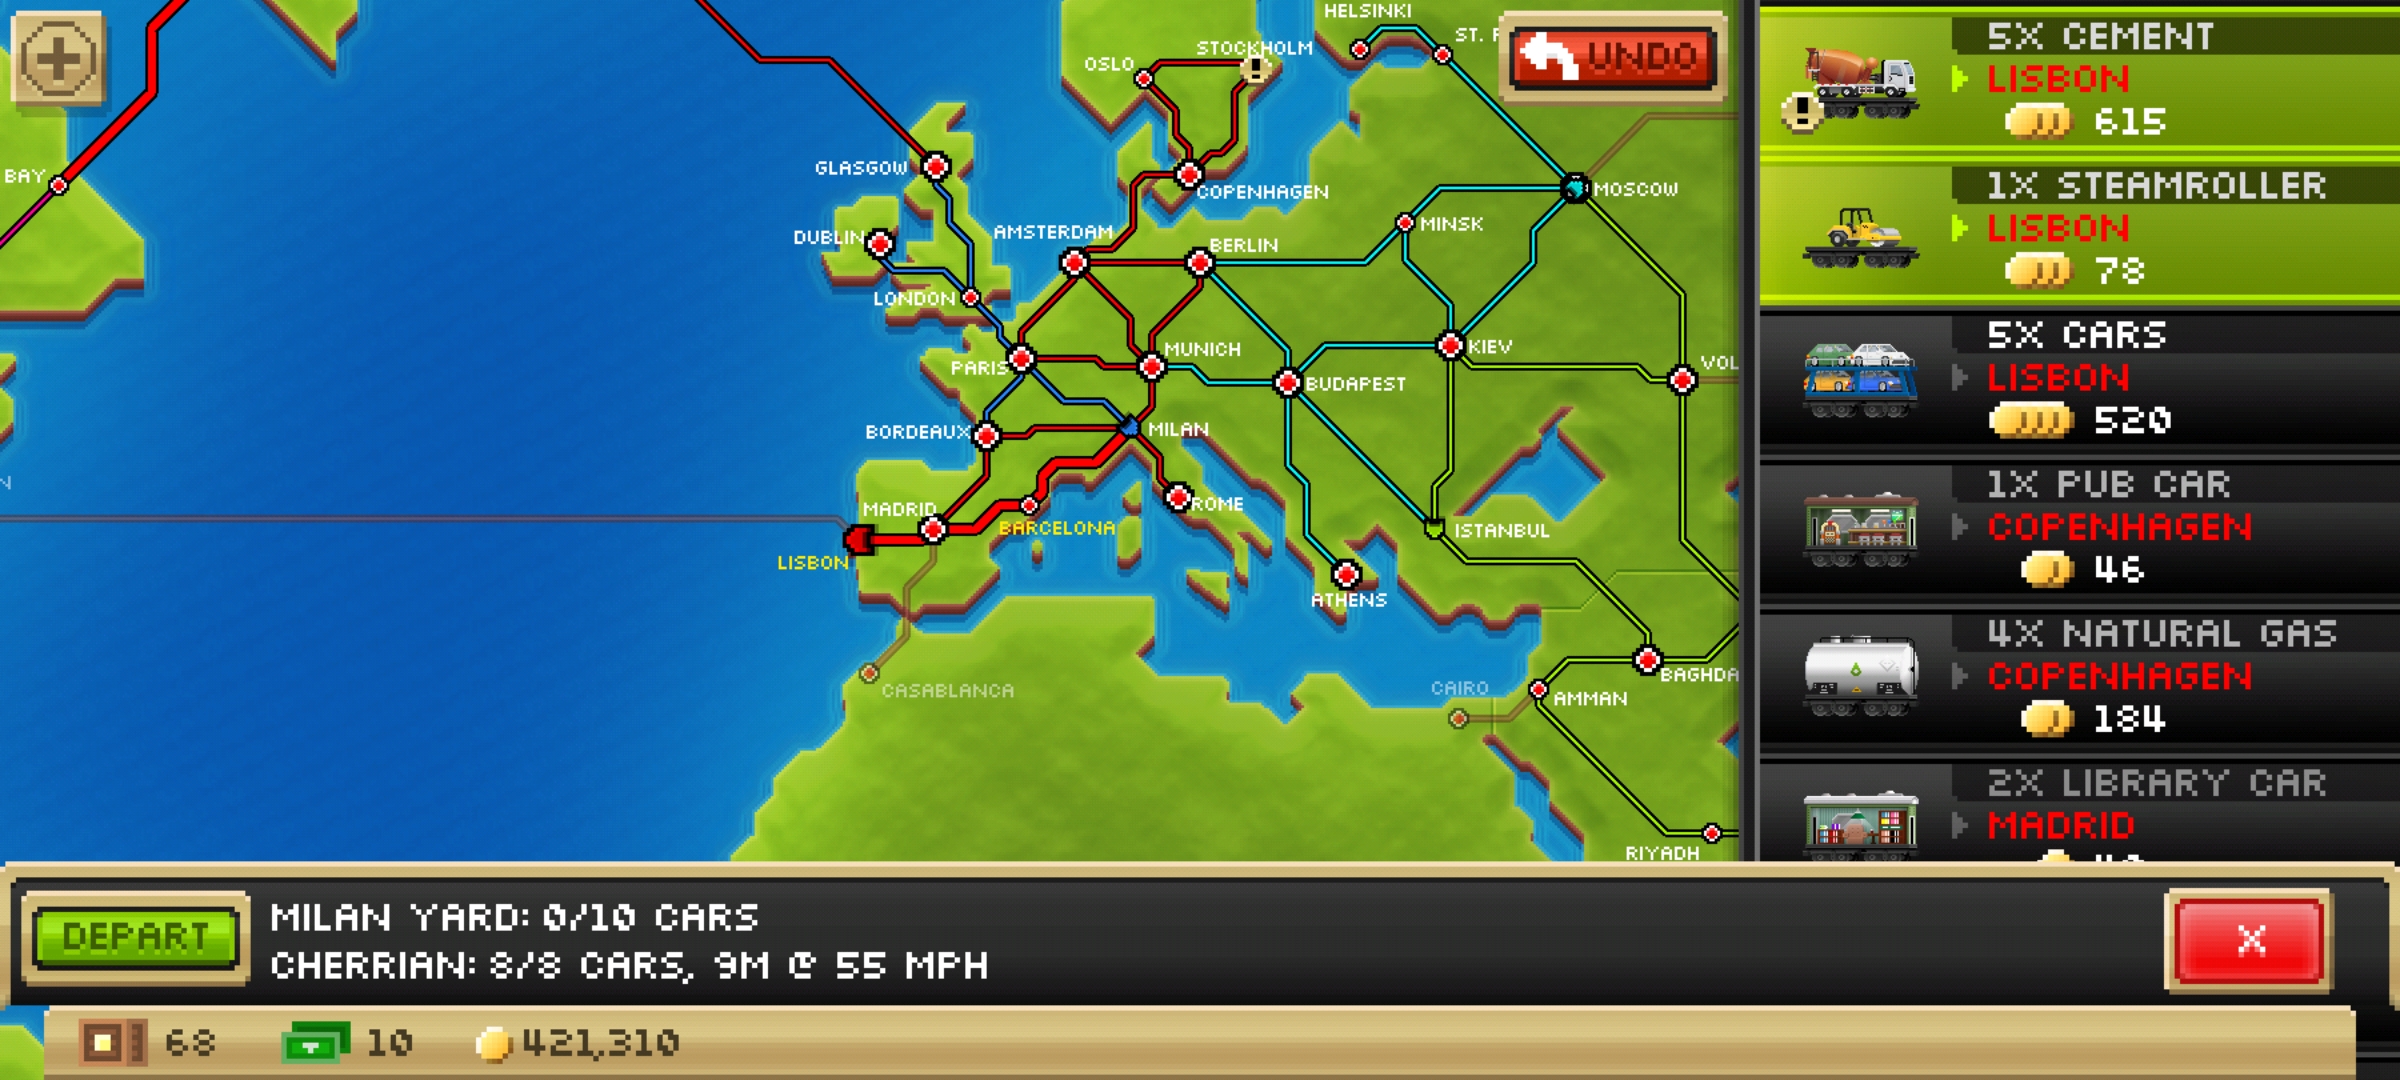 HELSINKI
ST. P
STOCKHOLM
OSLO
UNDO
GLASGOW
BAY
COPENHAGEN
MOSCOW
MINSK
AMSTERDAM
BERLIN
DUBLIN
LONDON
KIEV
MUNICH
PARIS
VOL
BUDAPEST
BORDEAUX
MILAN
N
MADRID
ROME
BARCELONA
ISTANBUL
LISBON
ATHENS
BAGHDA
CASABLANCA
CAIRO
AMMAN
RIYADH
5X CEMENT
LISBON
615
1X STEAMROLLER
LISBON
78
5X CARS
LISBON
520
1X PUB CAR
COPENHAGEN
46
4X NATURAL GAS
COPENHAGEN
184
2X LIBRARY CAR
MADRID
DEPART
MILAN YARD: 0/10 CARS
CHERRIAN: 8/8 CARS, 9M @ 55 MPH
X
68
10
421,310